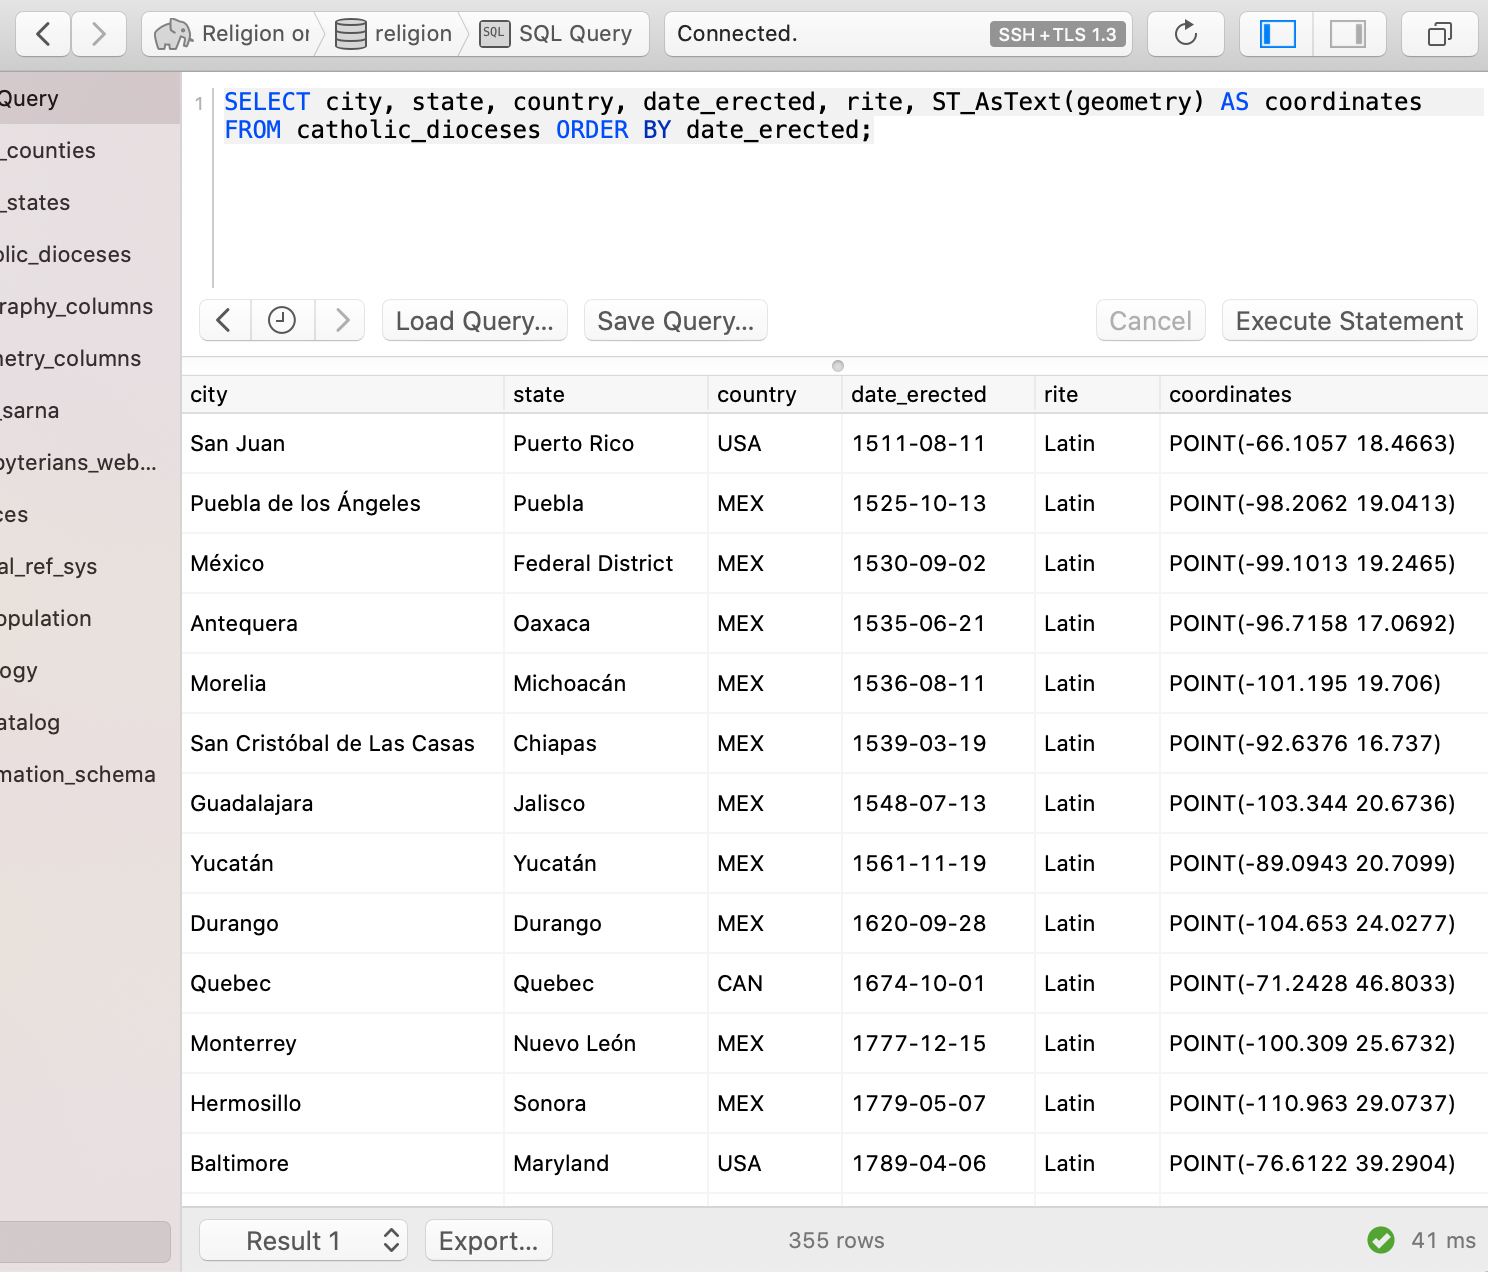 Religion or
religion
SQL
SQL Query
Connected.
SSH + TLS 1.3
Query
_counties
_states
olic_dioceses
raphy_columns
netry_columns
_sarna
byterians_web...
ces
al_ref_sys
opulation
ogy
atalog
mation_schema
1
SELECT city, state, country, date_erected, rite, ST_AsText(geometry) AS coordinates
FROM catholic_dioceses ORDER BY date_erected;
Load Query... Save Query... Cancel Execute Statement
city state country date_erected rite coordinates
San Juan Puerto Rico USA 1511-08-11 Latin POINT(-66.1057 18.4663)
Puebla de los Ángeles Puebla MEX 1525-10-13 Latin POINT(-98.2062 19.0413)
México Federal District MEX 1530-09-02 Latin POINT(-99.1013 19.2465)
Antequera Oaxaca MEX 1535-06-21 Latin POINT(-96.7158 17.0692)
Morelia Michoacán MEX 1536-08-11 Latin POINT(-101.195 19.706)
San Cristóbal de Las Casas Chiapas MEX 1539-03-19 Latin POINT(-92.6376 16.737)
Guadalajara Jalisco MEX 1548-07-13 Latin POINT(-103.344 20.6736)
Yucatán Yucatán MEX 1561-11-19 Latin POINT(-89.0943 20.7099)
Durango Durango MEX 1620-09-28 Latin POINT(-104.653 24.0277)
Quebec Quebec CAN 1674-10-01 Latin POINT(-71.2428 46.8033)
Monterrey Nuevo León MEX 1777-12-15 Latin POINT(-100.309 25.6732)
Hermosillo Sonora MEX 1779-05-07 Latin POINT(-110.963 29.0737)
Baltimore Maryland USA 1789-04-06 Latin POINT(-76.6122 39.2904)
Result 1 Export... 355 rows 41 ms